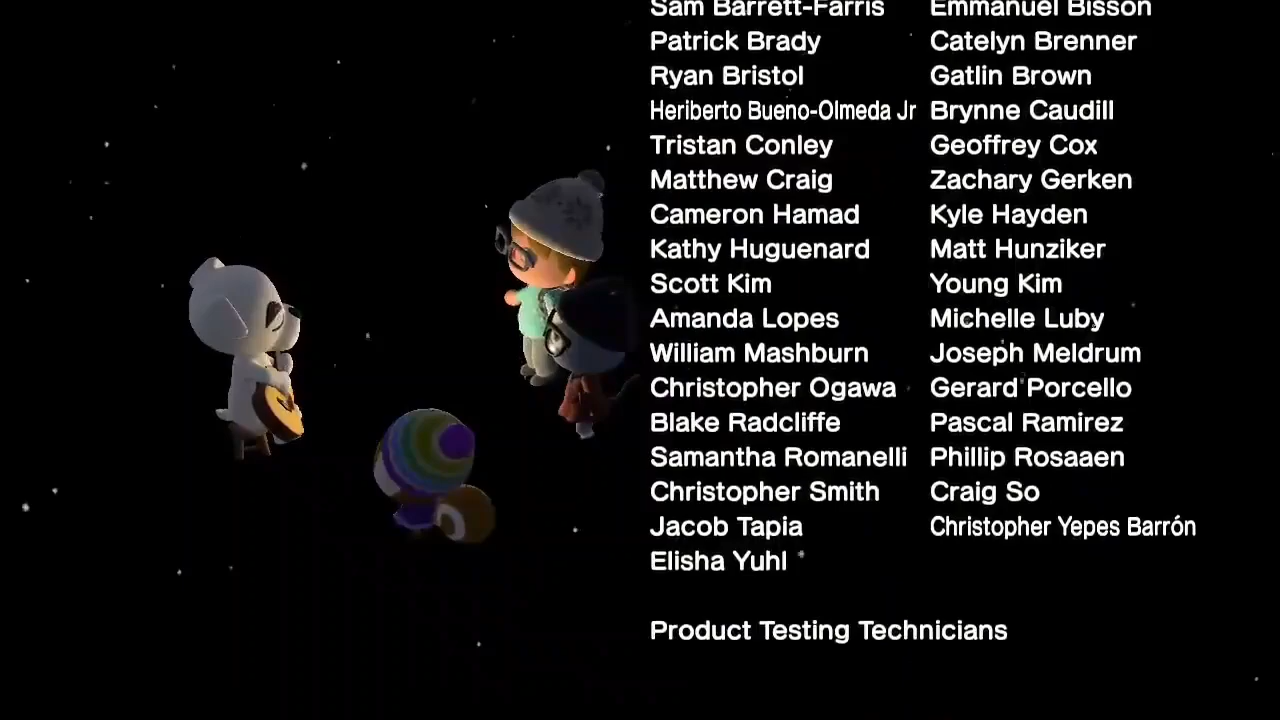 Sam Barrett-Farris Emmanuel Bisson
Patrick Brady Catelyn Brenner
Ryan Bristol Gatlin Brown
Heriberto Bueno-Olmeda Jr Brynne Caudill
Tristan Conley Geoffrey Cox
Matthew Craig Zachary Gerken
Cameron Hamad Kyle Hayden
Kathy Huguenard Matt Hunziker
Scott Kim Young Kim
Amanda Lopes Michelle Luby
William Mashburn Joseph Meldrum
Christopher Ogawa Gerard Porcello
Blake Radcliffe Pascal Ramirez
Samantha Romanelli Phillip Rosaaen
Christopher Smith Craig So
Jacob Tapia Christopher Yepes Barrón
Elisha Yuhl
Product Testing Technicians